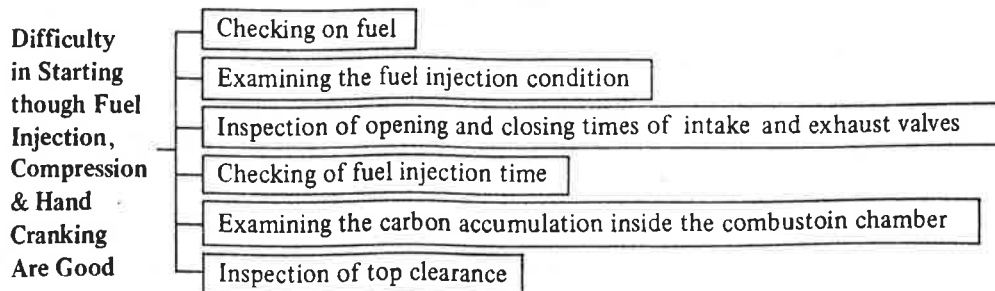 Difficulty
in Starting
though Fuel
Injection,
Compression
& Hand
Cranking
Are Good
Checking on fuel
Examining the fuel injection condition
Inspection of opening and closing times of intake and exhaust valves
Checking of fuel injection time
Examining the carbon accumulation inside the combustoin chamber
Inspection of top clearance